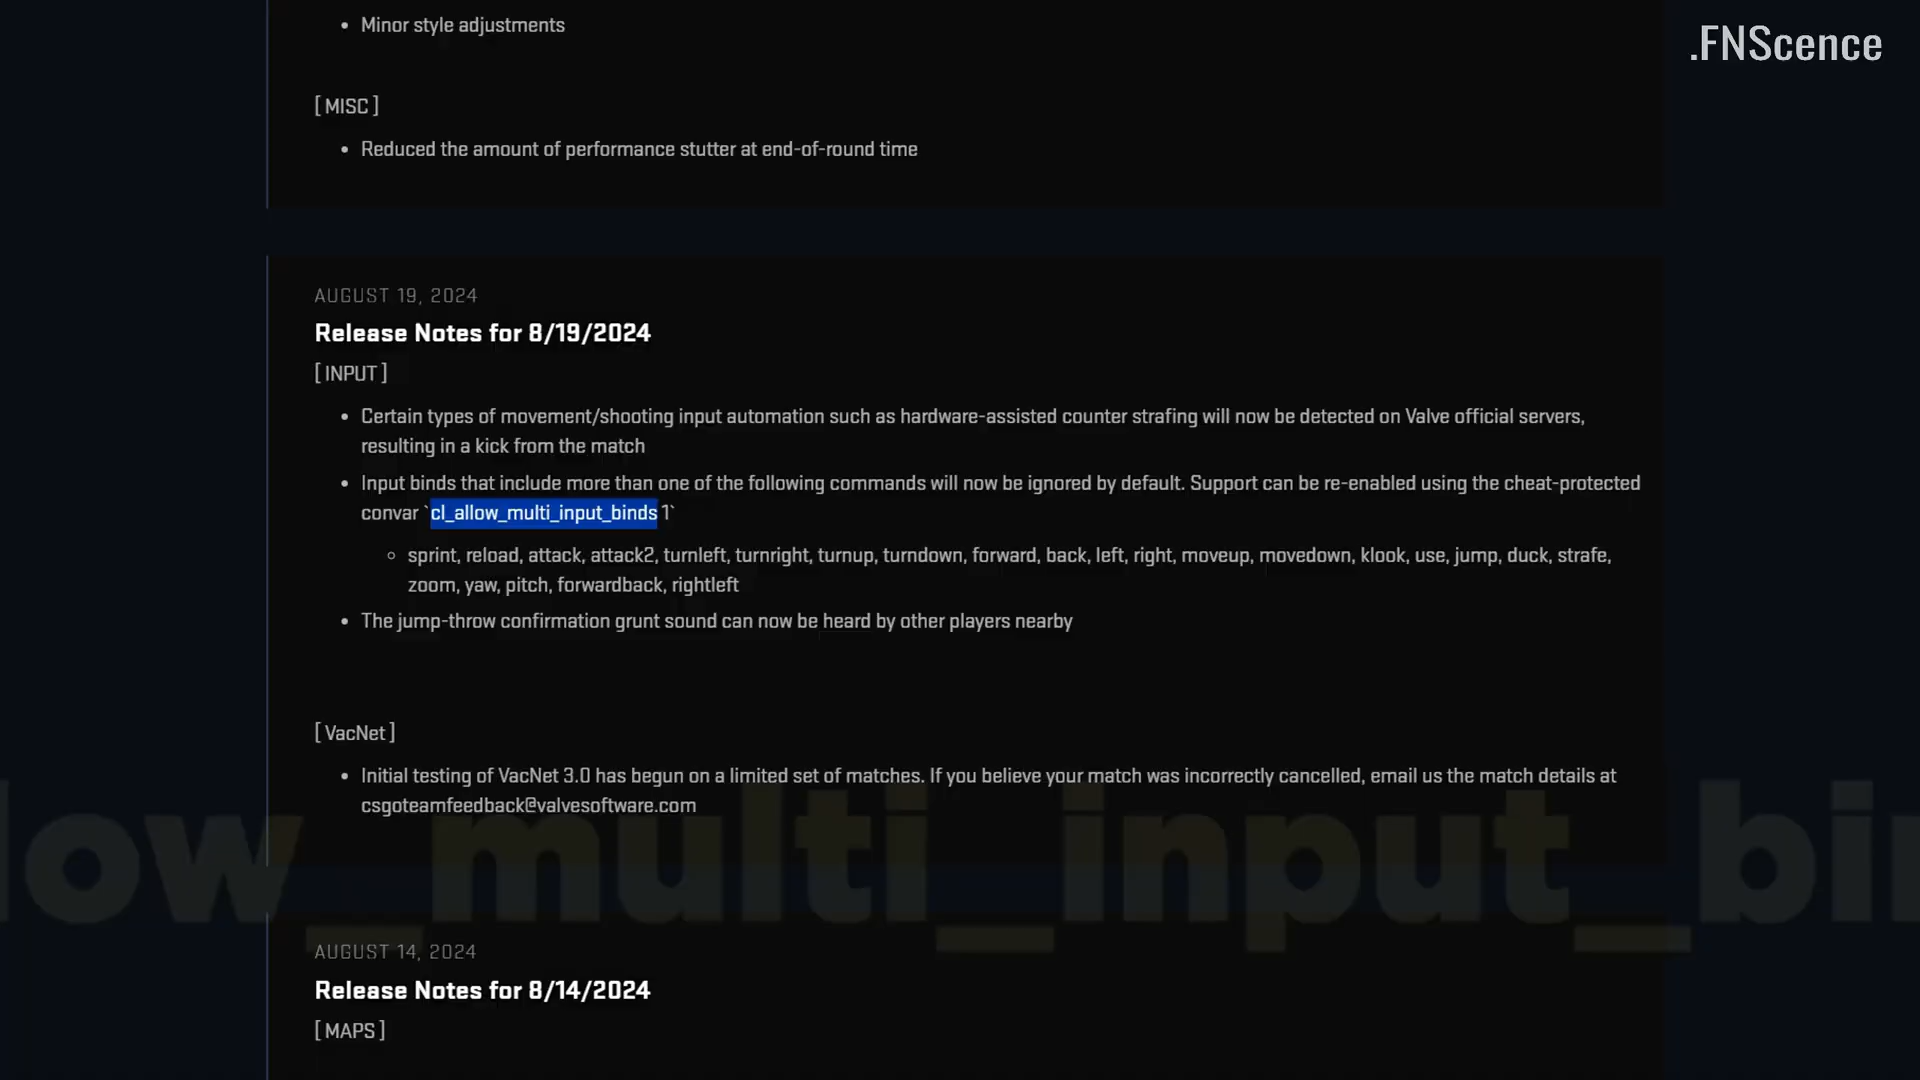 • Minor style adjustments
.FNScence
[ MISC ]
• Reduced the amount of performance stutter at end-of-round time
AUGUST 19, 2024
Release Notes for 8/19/2024
[ INPUT ]
• Certain types of movement/shooting input automation such as hardware-assisted counter strafing will now be detected on Valve official servers,
resulting in a kick from the match
• Input binds that include more than one of the following commands will now be ignored by default. Support can be re-enabled using the cheat-protected
convar `cl_allow_multi_input_binds 1`
◦ sprint, reload, attack, attack2, turnleft, turnright, turnup, turndown, forward, back, left, right, moveup, movedown, klook, use, jump, duck, strafe,
zoom, yaw, pitch, forwardback, rightleft
• The jump-throw confirmation grunt sound can now be heard by other players nearby
[ VacNet ]
• Initial testing of VacNet 3.0 has begun on a limited set of matches. If you believe your match was incorrectly cancelled, email us the match details at
csgoteamfeedback@valvesoftware.com
low_multi_input_bin
AUGUST 14, 2024
Release Notes for 8/14/2024
[ MAPS ]